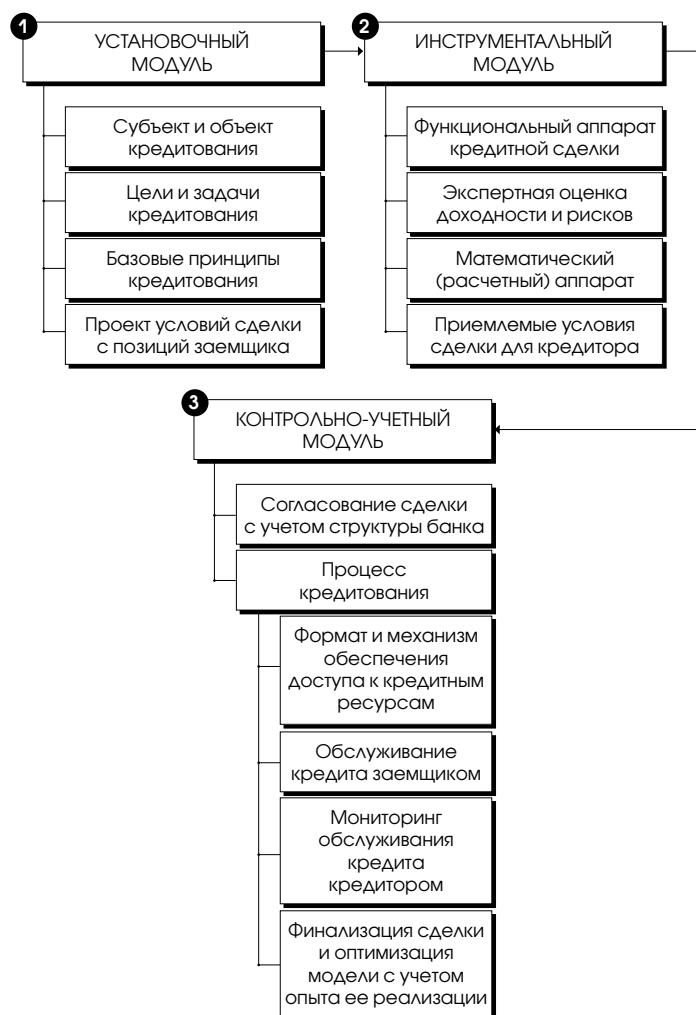 1
УСТАНОВОЧНЫЙ
МОДУЛЬ
Субъект и объект
кредитования
Цели и задачи
кредитования
Базовые принципы
кредитования
Проект условий сделки
с позиций заемщика
2
ИНСТРУМЕНТАЛЬНЫЙ
МОДУЛЬ
Функциональный аппарат
кредитной сделки
Экспертная оценка
доходности и рисков
Математический
(расчетный) аппарат
Приемлемые условия
сделки для кредитора
3
КОНТРОЛЬНО-УЧЕТНЫЙ
МОДУЛЬ
Согласование сделки
с учетом структуры банка
Процесс
кредитования
Формат и механизм
обеспечения
доступа к кредитным
ресурсам
Обслуживание
кредита заемщиком
Мониторинг
обслуживания
кредита
кредитором
Финализация сделки
и оптимизация
модели с учетом
опыта ее реализации